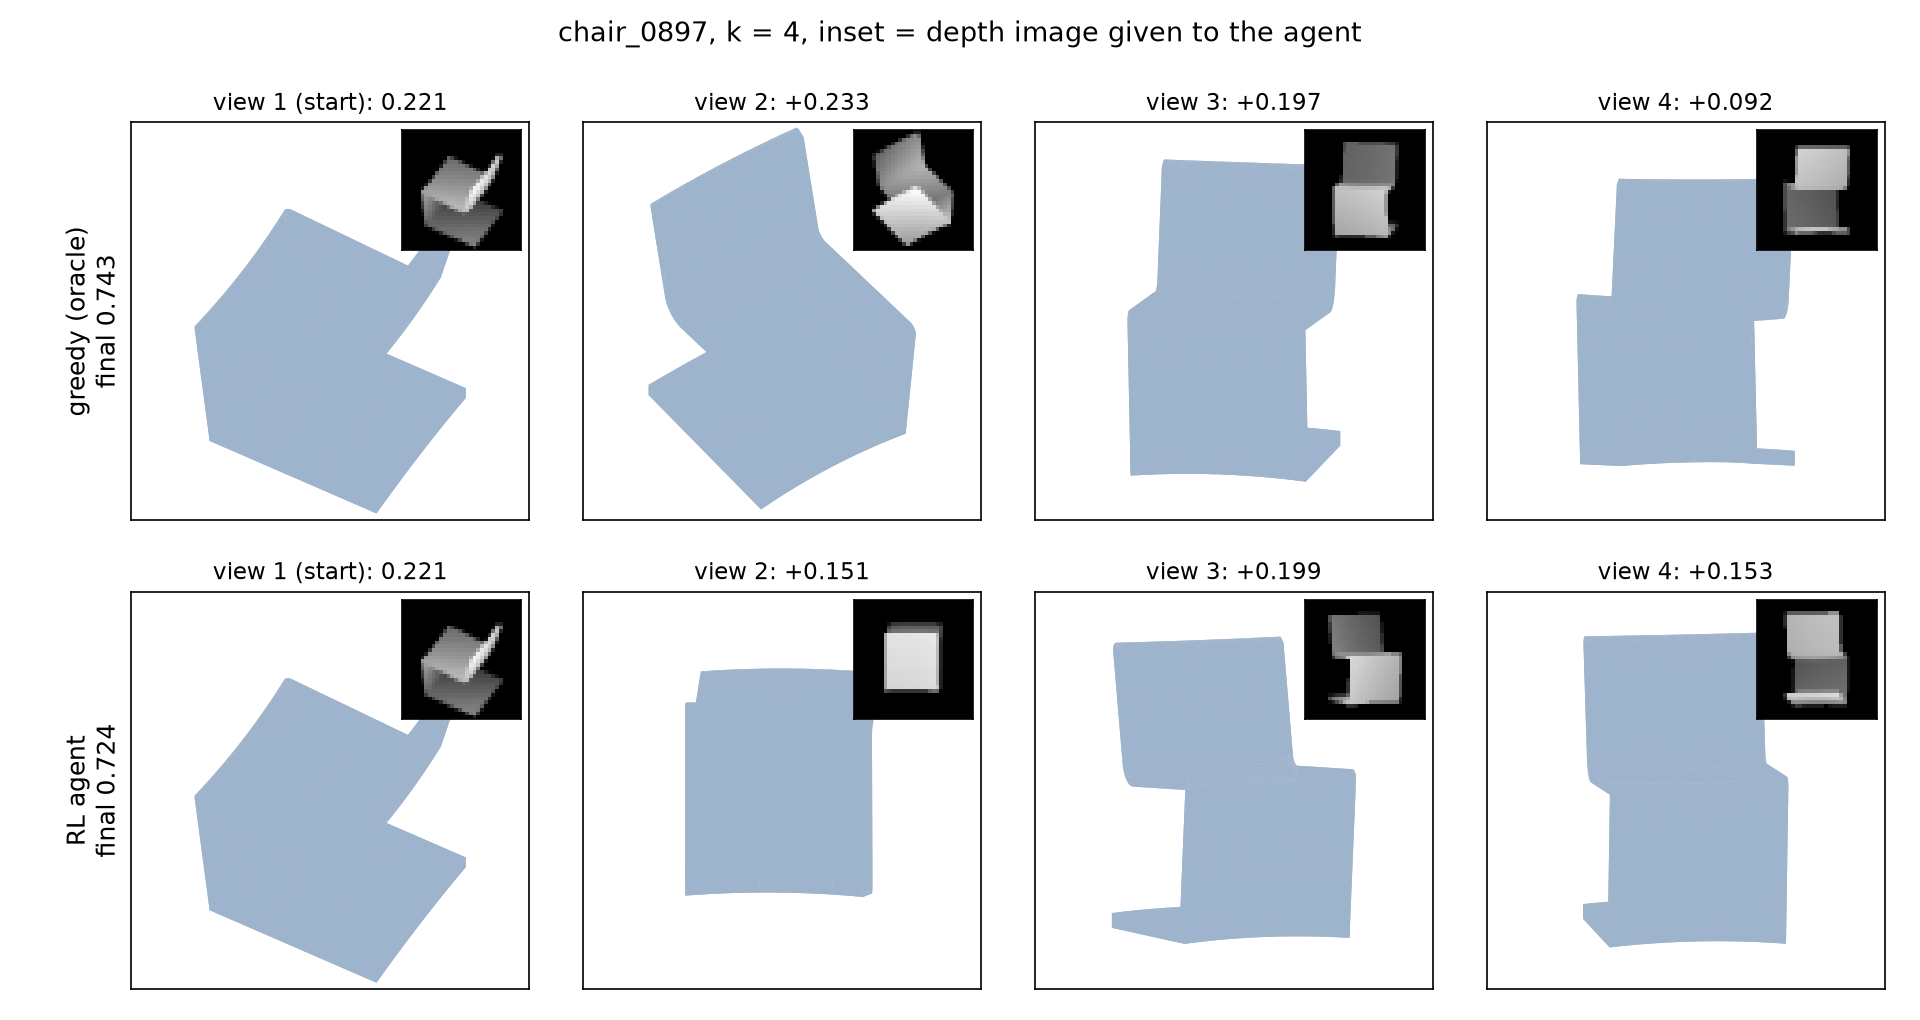 chair_0897, k = 4, inset = depth image given to the agent
view 1 (start): 0.221
view 2: +0.233
view 3: +0.197
view 4: +0.092
greedy (oracle)
final 0.743
view 1 (start): 0.221
view 2: +0.151
view 3: +0.199
view 4: +0.153
RL agent
final 0.724